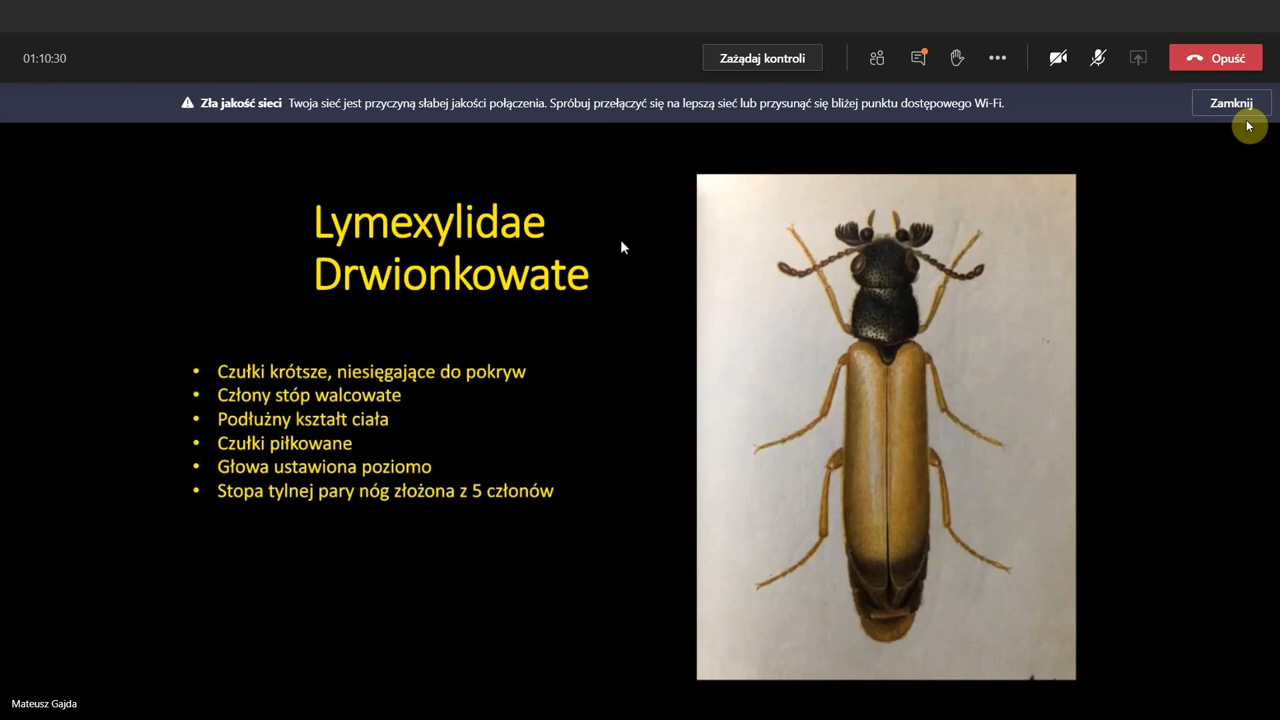 01:10:30
Zażądaj kontroli
Opuść
Zła jakość sieci Twoja sieć jest przyczyną słabej jakości połączenia. Spróbuj przełączyć się na lepszą sieć lub przysunąć się bliżej punktu dostępowego Wi-Fi.
Zamknij
Lymexylidae
Drwionkowate
• Czułki krótsze, niesięgające do pokryw
• Człony stóp walcowate
• Podłużny kształt ciała
• Czułki piłkowane
• Głowa ustawiona poziomo
• Stopa tylnej pary nóg złożona z 5 członów
Mateusz Gajda